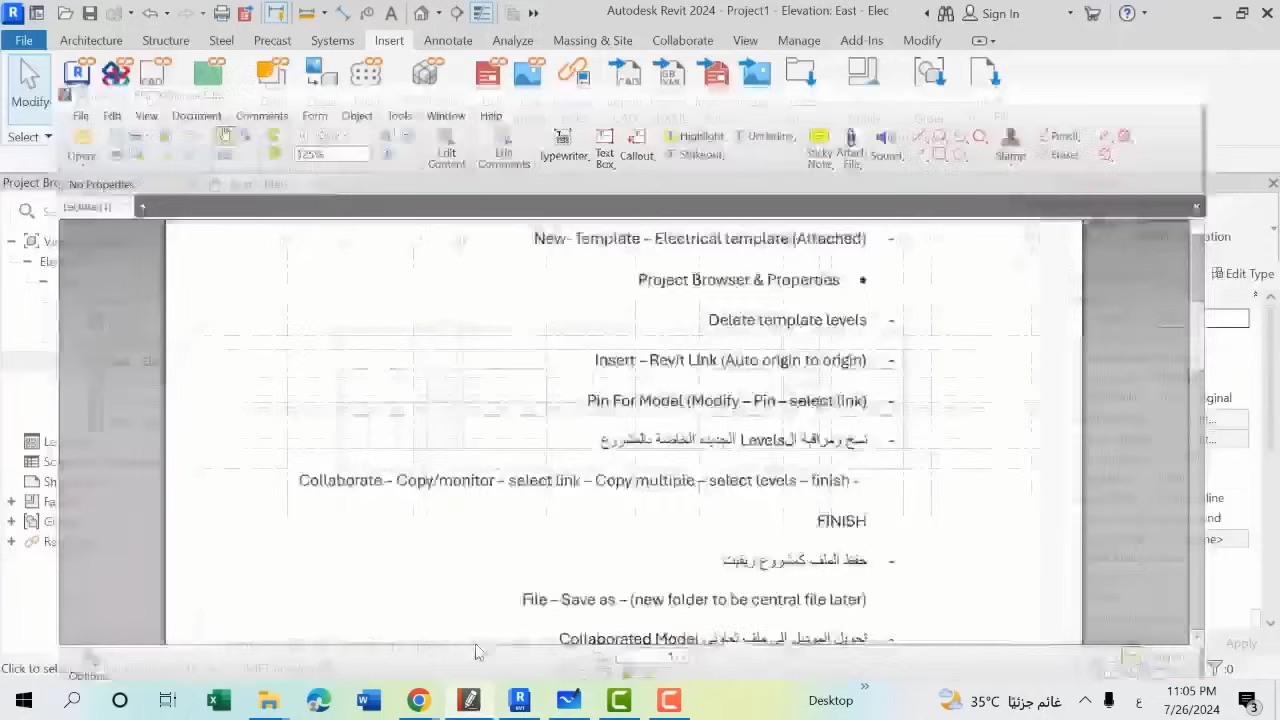 Autodesk Revit 2024 - Project1 - Elevation: East - Elec
Sign In
File Architecture Structure Steel Precast Systems Insert Annotate Analyze Massing & Site Collaborate View Manage Add-Ins Modify
Modify
Select
File Edit View Document Comments Form Object Tools Window Help
Open
125%
Edit Content
Edit Comments
Typewriter
Text Box
Callout
Highlight
Strikeout
Underline
Sticky Note
Attach File
Sound
Stamp
Pencil
Eraser
Project Bro
No Properties
Edit Type
New- Template – Electrical template (Attached) -
Project Browser & Properties •
Delete template levels -
Insert – Revit Link (Auto origin to origin) -
Pin For Model (Modify – Pin – select link) -
نسخ ومراقبة الLevels الجديدة الخاصة بالمشروع -
Collaborate – Copy/monitor – select link – Copy multiple – select levels – finish -
FINISH
حفظ الملف كمشروع ريفيت -
File – Save as – (new folder to be central file later)
تحويل الموديل الى ملف تعاوني Collaborated Model -
Apply
Click to sel
:0
Desktop
35°C غائم جزئيًا
ع
11:05 PM
7/26/2024
3